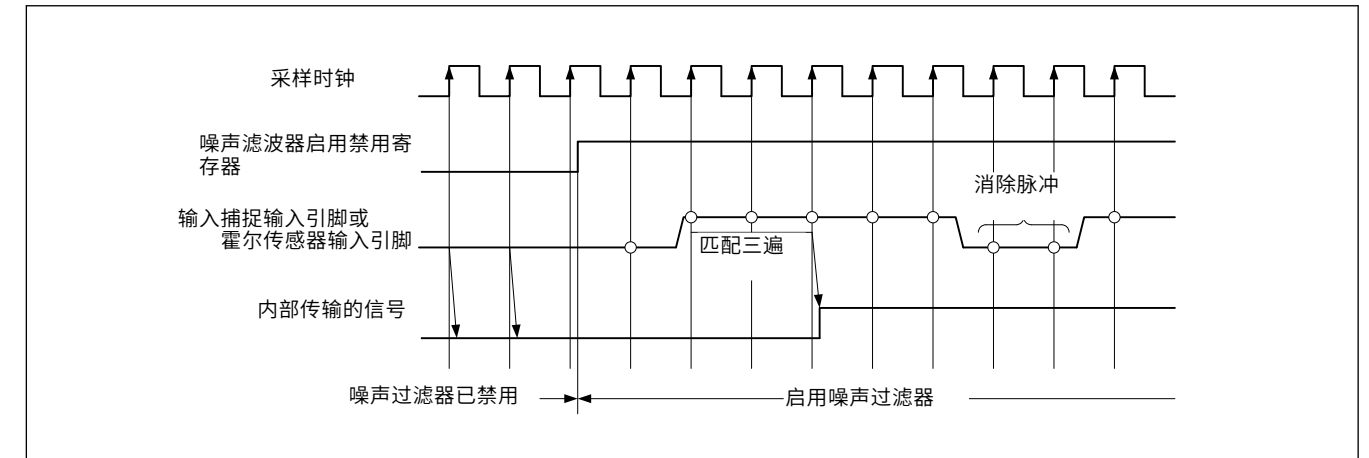 采样时钟
噪声滤波器启用禁用寄
存器
消除脉冲
输入捕捉输入引脚或
霍尔传感器输入引脚
匹配三遍
内部传输的信号
噪声过滤器已禁用
启用噪声过滤器